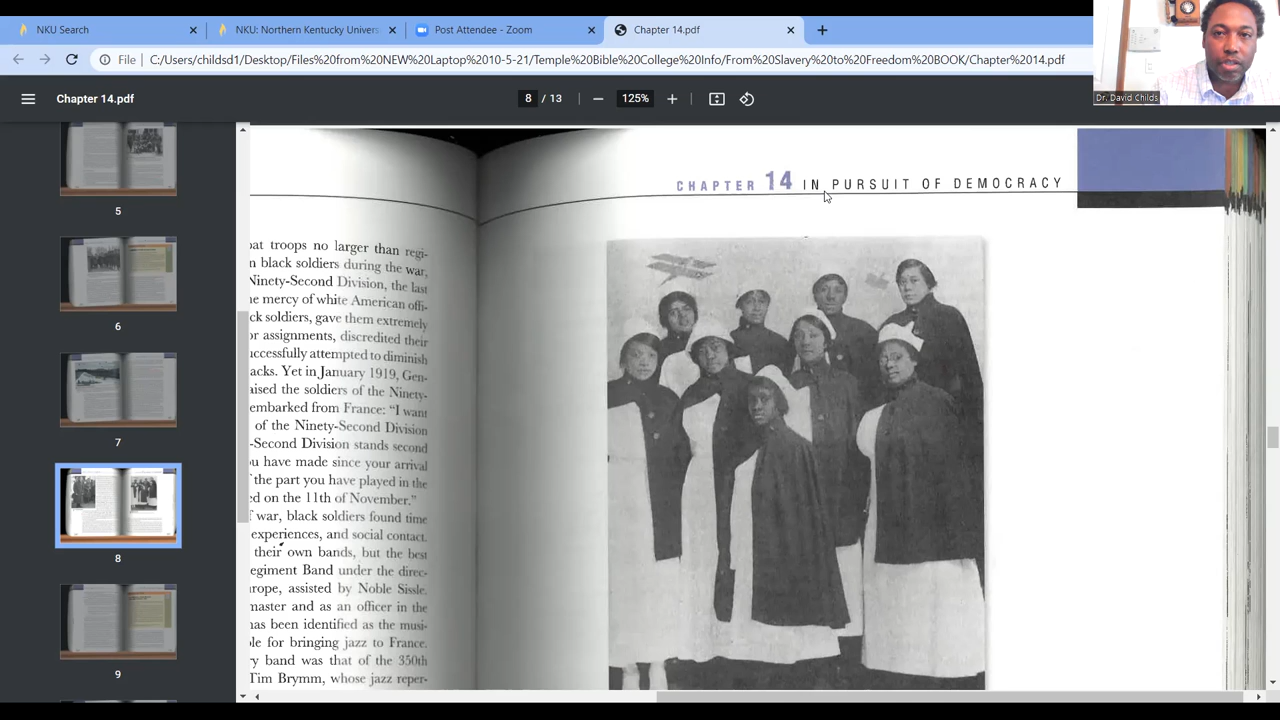 NKU Search
NKU: Northern Kentucky Univers
Post Attendee - Zoom
Chapter 14.pdf
File C:/Users/childsd1/Desktop/Files%20from%20NEW%20Laptop%2010-5-21/Temple%20Bible%20College%20Info/From%20Slavery%20to%20Freedom%20BOOK/Chapter%2014.pdf
Dr. David Childs
Chapter 14.pdf
8 / 13
125%
5
6
7
8
9
CHAPTER 14 IN PURSUIT OF DEMOCRACY
bat troops no larger than regi-
n black soldiers during the war,
Ninety-Second Division, the last
he mercy of white American offi-
ck soldiers, gave them extremely
or assignments, discredited their
uccessfully attempted to diminish
acks. Yet in January 1919, Gen-
aised the soldiers of the Ninety-
embarked from France: "I want
of the Ninety-Second Division
-Second Division stands second
ou have made since your arrival
f the part you have played in the
ed on the 11th of November."
f war, black soldiers found time
experiences, and social contact.
their own bands, but the best
egiment Band under the direc-
urope, assisted by Noble Sissle.
master and as an officer in the
has been identified as the musi-
ble for bringing jazz to France.
ry band was that of the 350th
Tim Brymm, whose jazz reper-